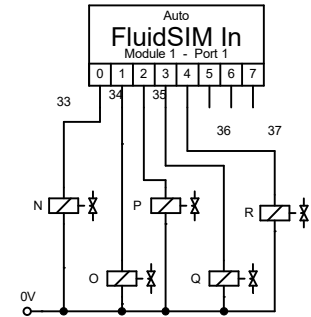 Auto
FluidSIM In
Module 1 - Port 1
0 1 2 3 4 5 6 7
33 34 35
36 37
N P R
O Q
0V